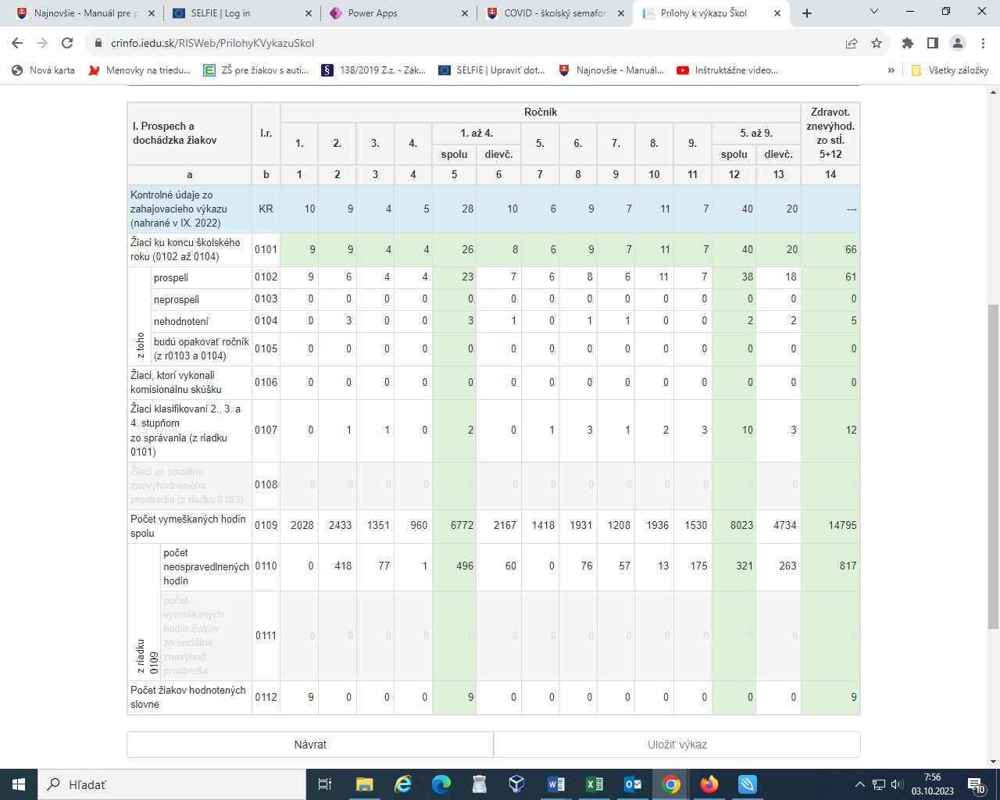 Najnovšie - Manuál pre p
SELFIE | Log in
Power Apps
COVID - školský semafor
Prílohy k výkazu Škol
crinfo.iedu.sk/RISWeb/PrilohyKVykazuSkol
Nová karta
Menovky na triedu...
ZŠ pre žiakov s auti...
138/2019 Z.z. - Zák...
SELFIE | Upraviť dot...
Najnovšie - Manuál...
Inštruktážne video...
»
Všetky záložky
I. Prospech a
dochádzka žiakov
l.r.
Ročník
Zdravot.
znevýhod.
zo stĺ.
5+12
1. 2. 3. 4. 1. až 4. 5. 6. 7. 8. 9. 5. až 9.
spolu dievč. spolu dievč.
a b 1 2 3 4 5 6 7 8 9 10 11 12 13 14
Kontrolné údaje zo
zahajovacieho výkazu
(nahrané v IX. 2022)
KR 10 9 4 5 28 10 6 9 7 11 7 40 20 ---
Žiaci ku koncu školského
roku (0102 až 0104)
0101 9 9 4 4 26 8 6 9 7 11 7 40 20 66
z toho
prospeli 0102 9 6 4 4 23 7 6 8 6 11 7 38 18 61
neprospeli 0103 0 0 0 0 0 0 0 0 0 0 0 0 0 0
nehodnotení 0104 0 3 0 0 3 1 0 1 1 0 0 2 2 5
budú opakovať ročník
(z r0103 a 0104)
0105 0 0 0 0 0 0 0 0 0 0 0 0 0 0
Žiaci, ktorí vykonali
komisionálnu skúšku
0106 0 0 0 0 0 0 0 0 0 0 0 0 0 0
Žiaci klasifikovaní 2., 3. a
4. stupňom
zo správania (z riadku
0101)
0107 0 1 1 0 2 0 1 3 1 2 3 10 3 12
Žiaci zo sociálne
znevýhodneného
prostredia (z riadku 0103)
0108 0 0 0 0 0 0 0 0 0 0 0 0 0 0
Počet vymeškaných hodín
spolu
0109 2028 2433 1351 960 6772 2167 1418 1931 1208 1936 1530 8023 4734 14795
z riadku
0109
počet
neospravedlnených
hodín
0110 0 418 77 1 496 60 0 76 57 13 175 321 263 817
počet
vymeškaných
hodín žiakov
zo sociálne
znevýhod.
prostredia
0111 0 0 0 0 0 0 0 0 0 0 0 0 0 0
Počet žiakov hodnotených
slovne
0112 9 0 0 0 9 0 0 0 0 0 0 0 0 9
Návrat
Uložiť výkaz
Hľadať
7:56
03.10.2023
10